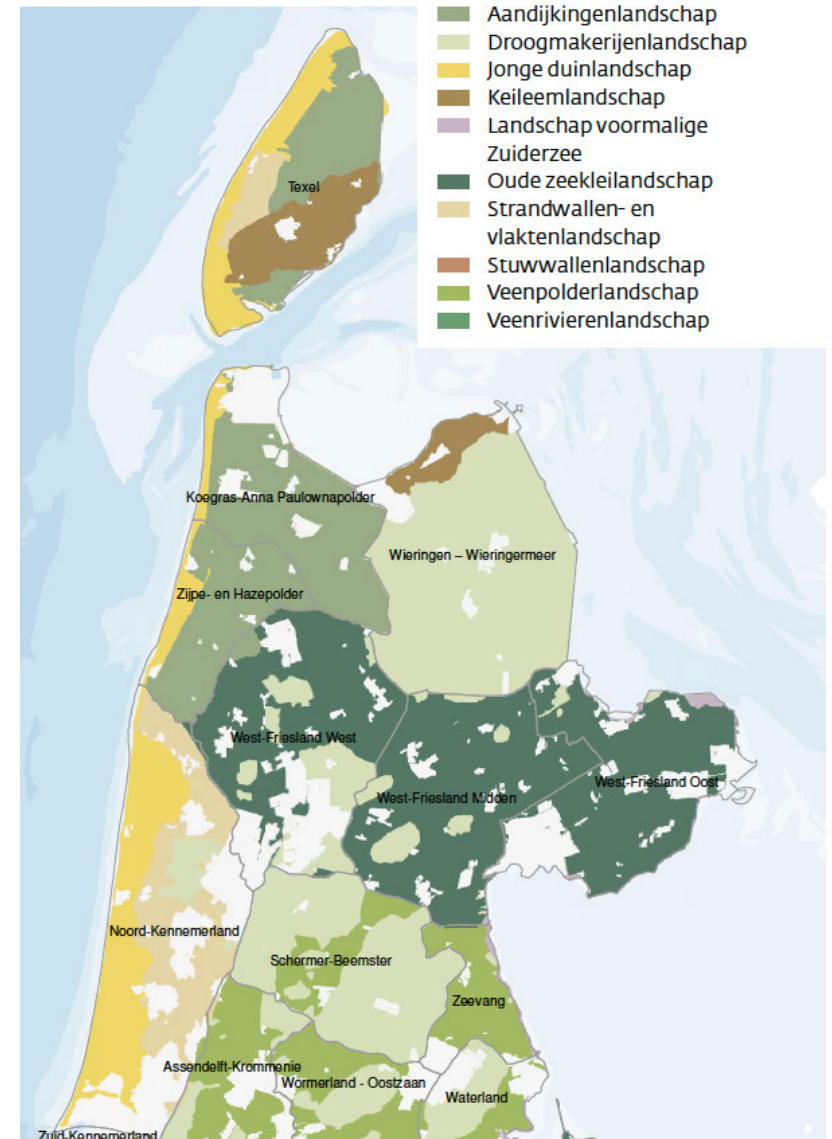 Aandijkingenlandschap
Droogmakerijenlandschap
Jonge duinlandschap
Keileemlandschap
Landschap voormalige
Zuiderzee
Oude zeekleilandschap
Strandwallen- en
vlaktenlandschap
Stuwwallenlandschap
Veenpolderlandschap
Veenrivierenlandschap
Texel
Koegras-Anna Paulownapolder
Wieringen – Wieringermeer
Zijpe- en Hazepolder
West-Friesland West
West-Friesland Oost
West-Friesland Midden
Noord-Kennemerland
Schermer-Beemster
Zeevang
Assendelft-Krommenie
Wormerland - Oostzaan
Waterland
Zuid-Kennemerland